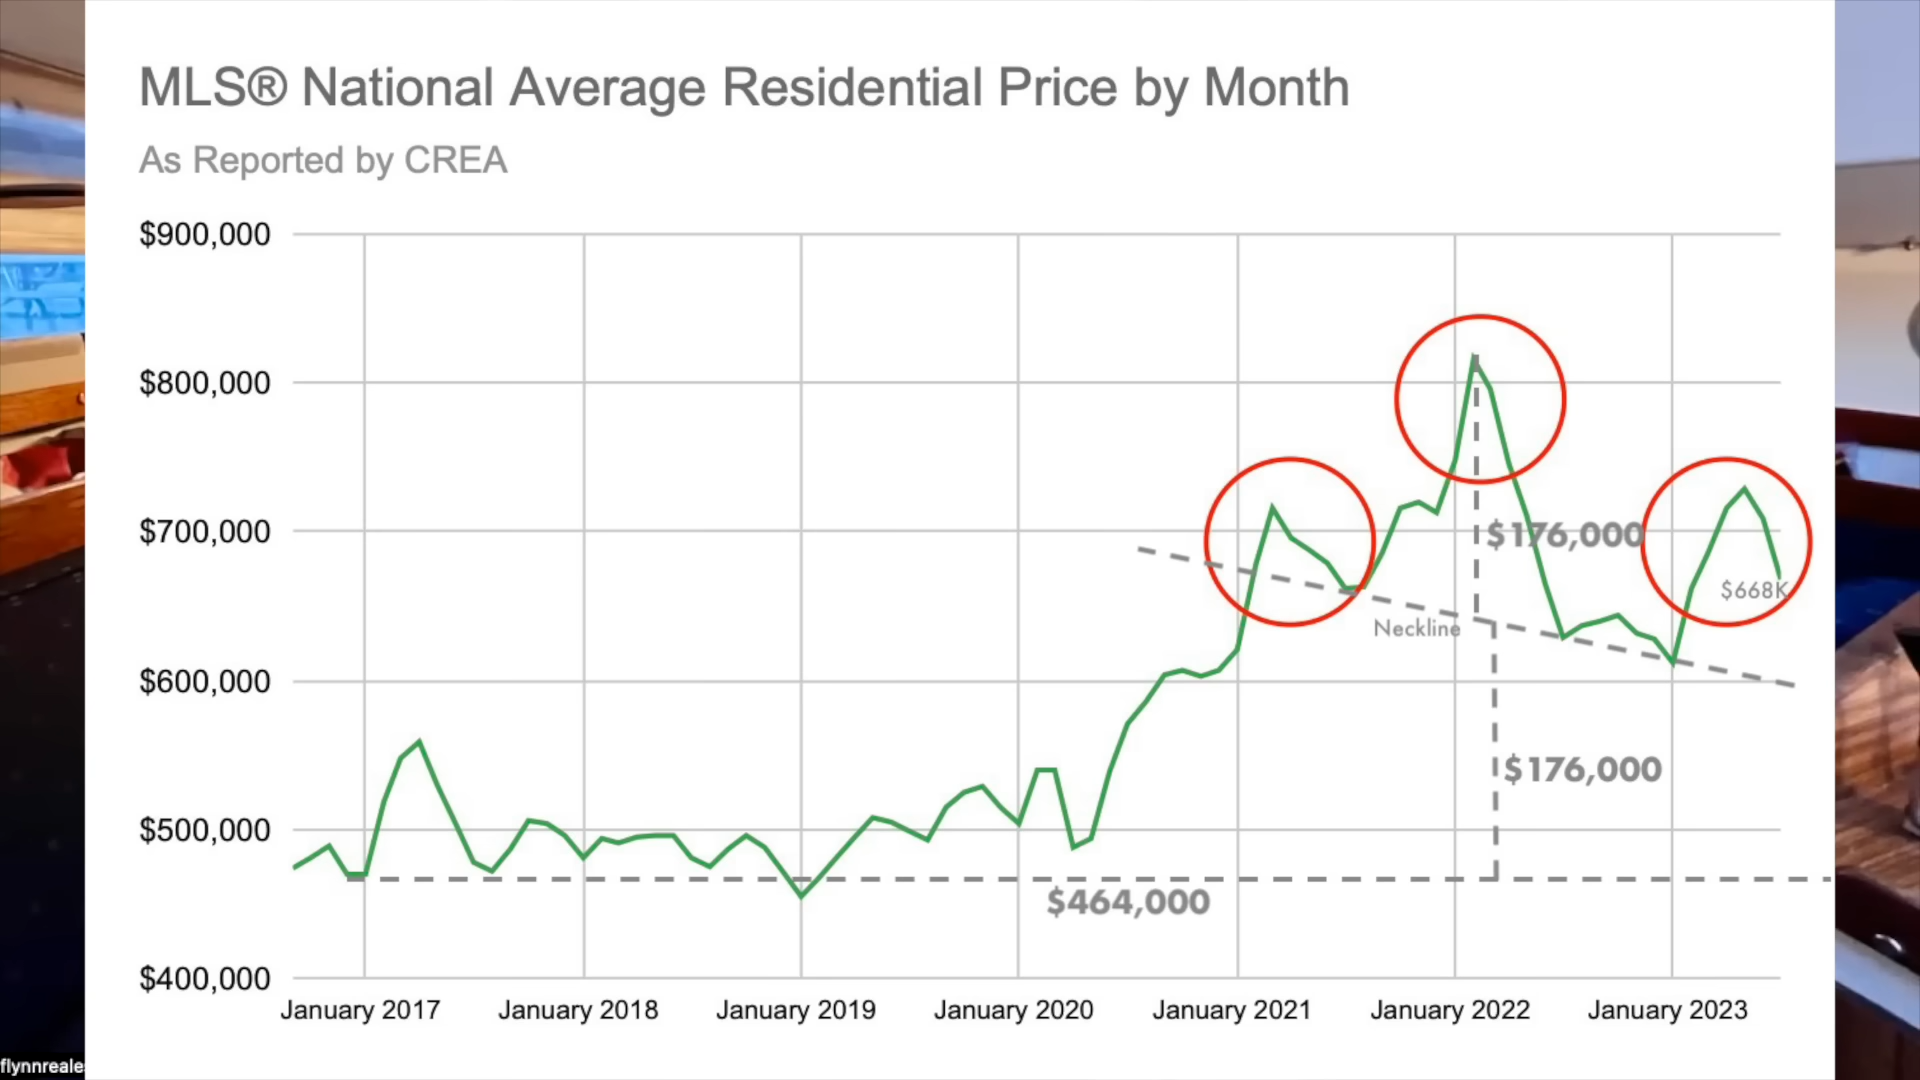 MLS® National Average Residential Price by Month
As Reported by CREA
$900,000
$800,000
$700,000
$600,000
$500,000
$400,000
$176,000
$668K
Neckline
$176,000
$464,000
January 2017
January 2018
January 2019
January 2020
January 2021
January 2022
January 2023
flynnreale